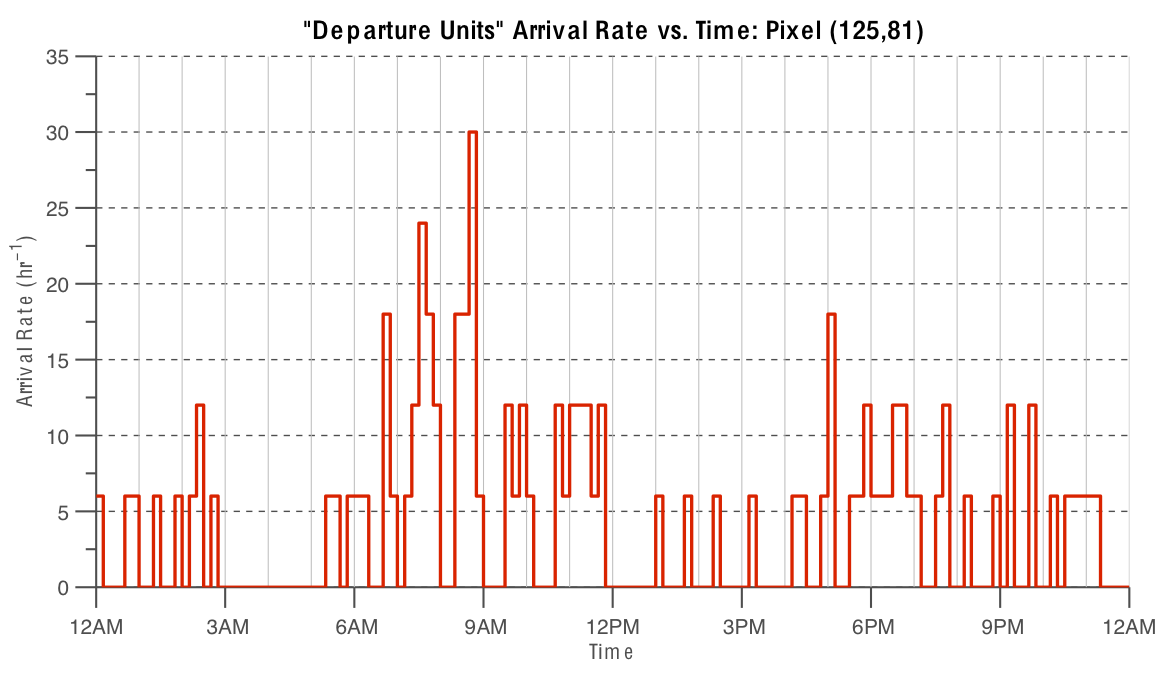 "Departure Units" Arrival Rate vs. Time: Pixel (125,81)
35
30
25
20
15
10
5
0
Arrival Rate (hr⁻¹)
12AM 3AM 6AM 9AM 12PM 3PM 6PM 9PM 12AM
Time